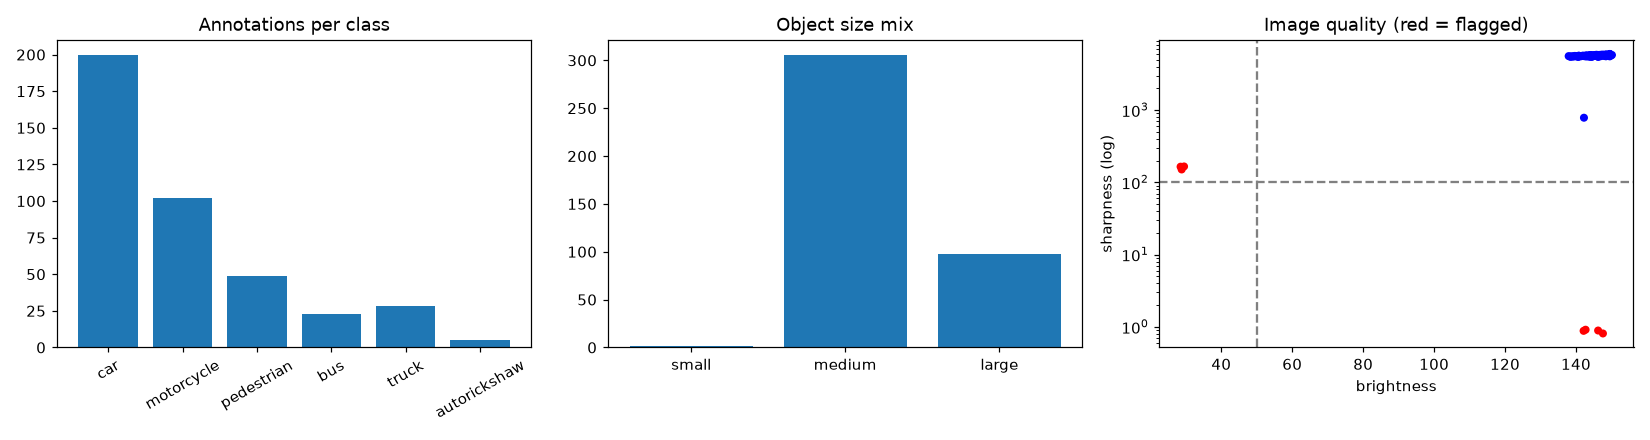 Annotations per class
200
175
150
125
100
75
50
25
0
car
motorcycle
pedestrian
bus
truck
autorickshaw
Object size mix
300
250
200
150
100
50
0
small
medium
large
Image quality (red = flagged)
sharpness (log)
10³
10²
10¹
10⁰
40
60
80
100
120
140
brightness